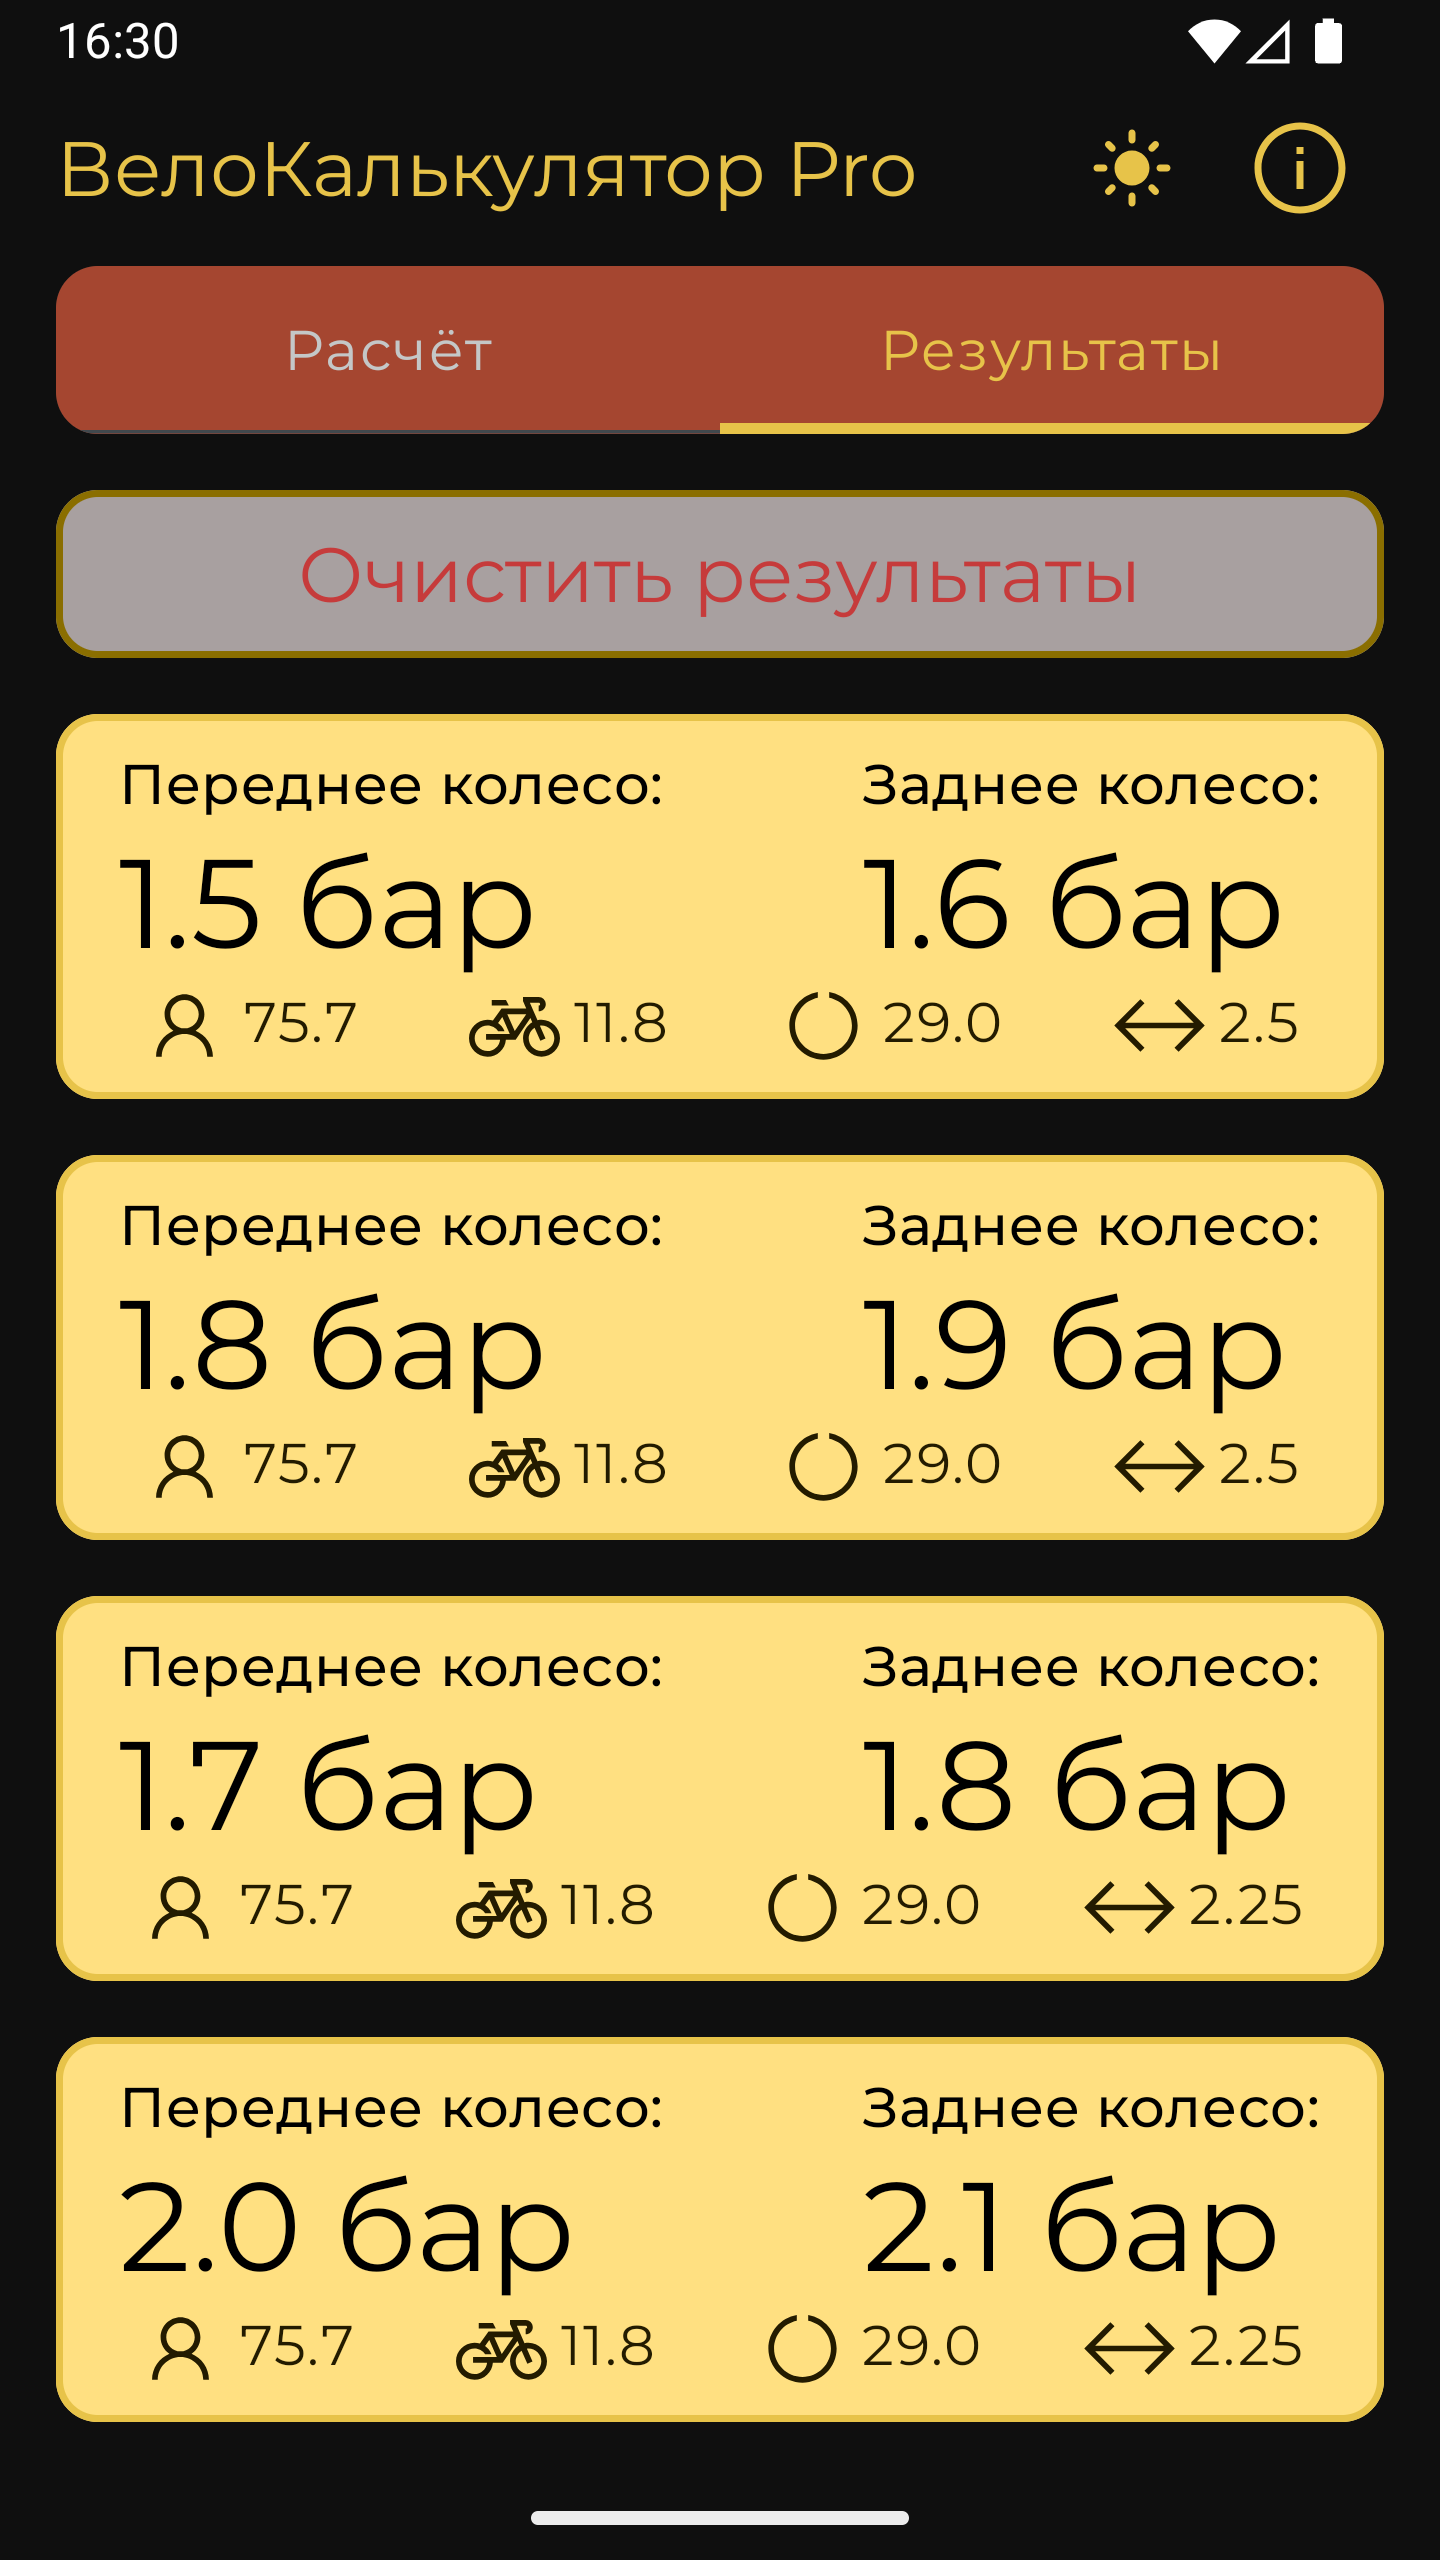 16:30
ВелоКалькулятор Pro
Расчёт Результаты
Очистить результаты
Переднее колесо: Заднее колесо:
1.5 бар 1.6 бар
75.7 11.8 29.0 2.5
Переднее колесо: Заднее колесо:
1.8 бар 1.9 бар
75.7 11.8 29.0 2.5
Переднее колесо: Заднее колесо:
1.7 бар 1.8 бар
75.7 11.8 29.0 2.25
Переднее колесо: Заднее колесо:
2.0 бар 2.1 бар
75.7 11.8 29.0 2.25